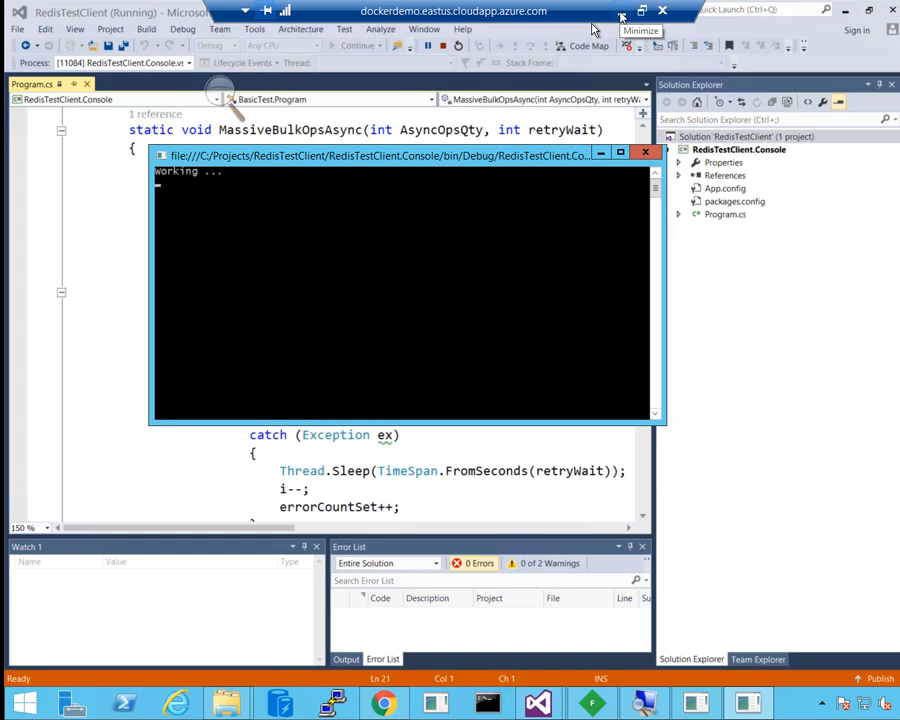 RedisTestClient (Running) - Microsoft
dockerdemo.eastus.cloudapp.azure.com
Quick Launch (Ctrl+Q)
Minimize
File Edit View Project Build Debug Team Tools Architecture Test Analyze Window Help
Sign in
Debug Any CPU Continue Code Map
Process: [11084] RedisTestClient.Console.vs Lifecycle Events Thread: Stack Frame:
Program.cs
Solution Explorer
RedisTestClient.Console BasicTest.Program MassiveBulkOpsAsync(int AsyncOpsQty, int retryWa
1 reference
static void MassiveBulkOpsAsync(int AsyncOpsQty, int retryWait)
{
Search Solution Explorer (Ctrl+;)
Solution 'RedisTestClient' (1 project)
RedisTestClient.Console
Properties
References
App.config
packages.config
Program.cs
file:///C:/Projects/RedisTestClient/RedisTestClient.Console/bin/Debug/RedisTestClient.Co...
Working ...
catch (Exception ex)
{
Thread.Sleep(TimeSpan.FromSeconds(retryWait));
i--;
errorCountSet++;
150 %
Watch 1
Name Value Type
Error List
Entire Solution 0 Errors 0 of 2 Warnings
Search Error List
Code Description Project File Line Su
Output Error List
Solution Explorer Team Explorer
Running Ln 21 Ch 1 INS Publish